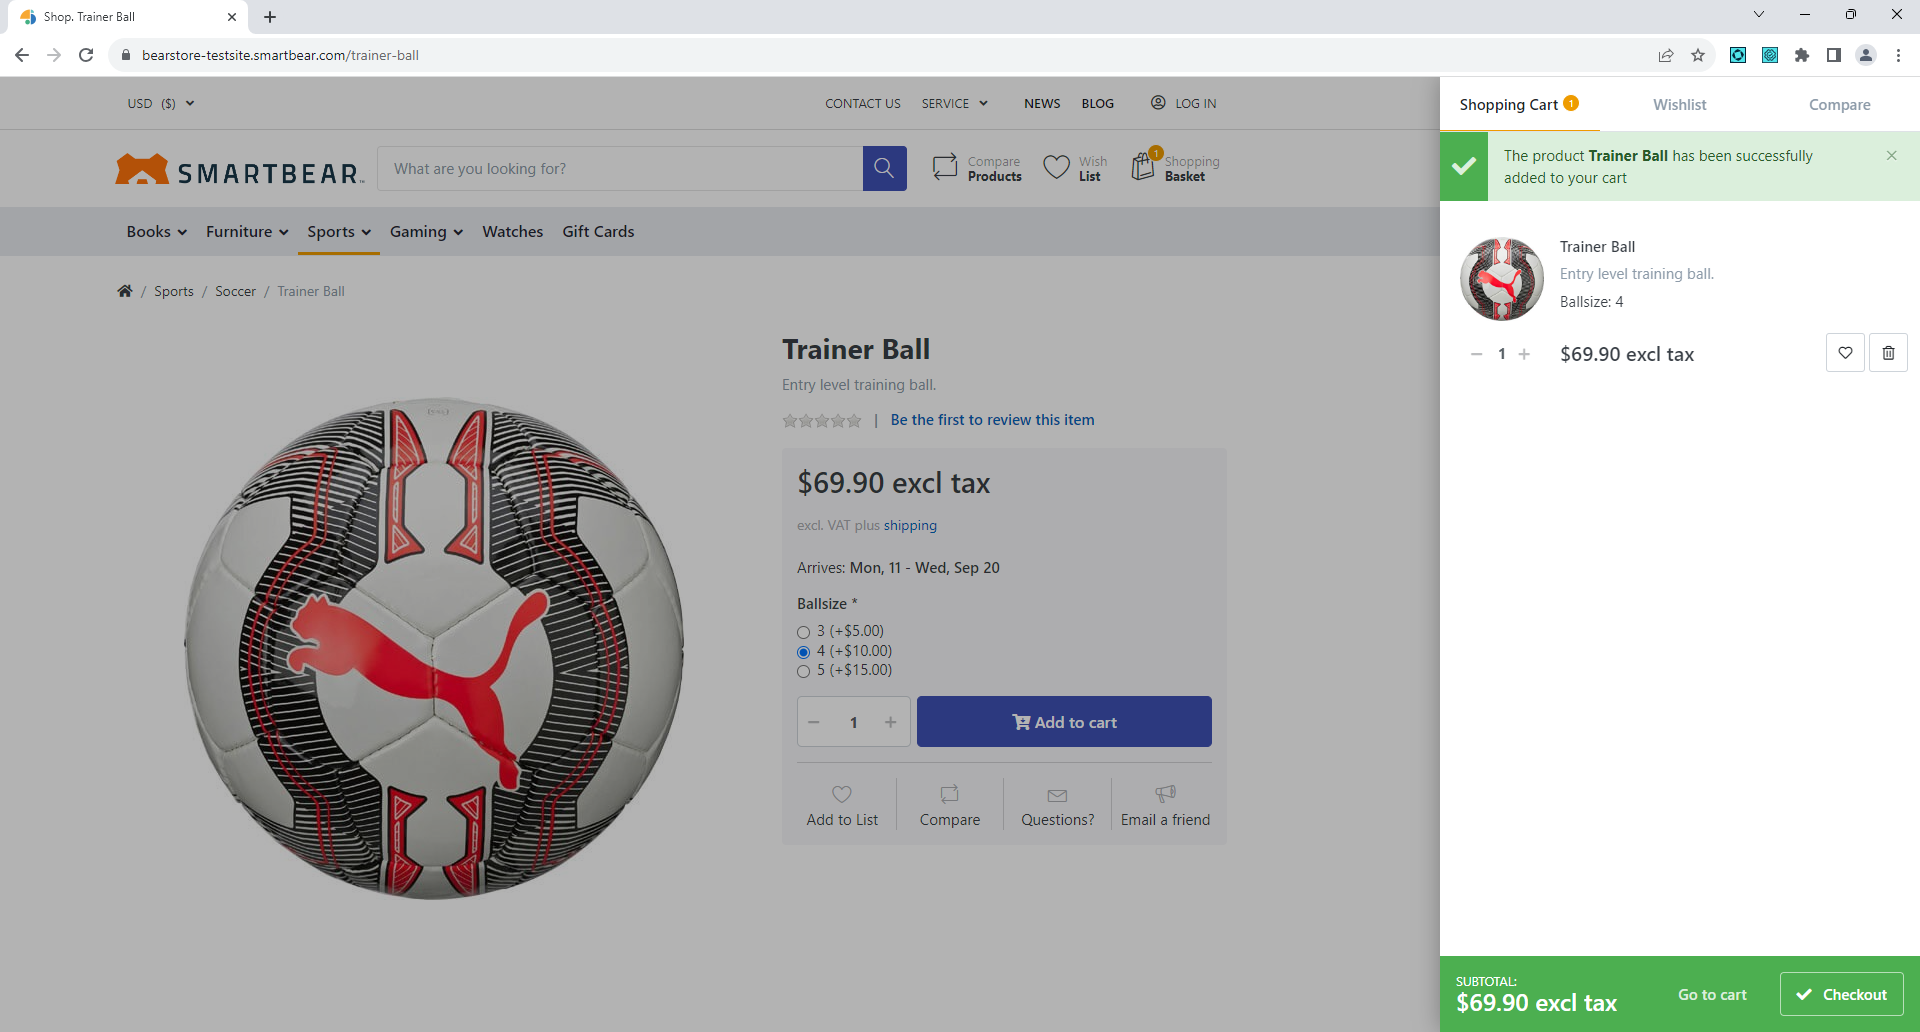 Shop. Trainer Ball
bearstore-testsite.smartbear.com/trainer-ball
USD ($)
CONTACT US
SERVICE
NEWS
BLOG
LOG IN
SMARTBEAR
What are you looking for?
Compare
Products
Wish
List
1
Shopping
Basket
Books
Furniture
Sports
Gaming
Watches
Gift Cards
/ Sports / Soccer / Trainer Ball
Trainer Ball
Entry level training ball.
| Be the first to review this item
$69.90 excl tax
excl. VAT plus shipping
Arrives: Mon, 11 - Wed, Sep 20
Ballsize *
3 (+$5.00)
4 (+$10.00)
5 (+$15.00)
− 1 +
Add to cart
Add to List
Compare
Questions?
Email a friend
Shopping Cart 1
Wishlist
Compare
The product Trainer Ball has been successfully
added to your cart
Trainer Ball
Entry level training ball.
Ballsize: 4
− 1 +
$69.90 excl tax
SUBTOTAL:
$69.90 excl tax
Go to cart
Checkout